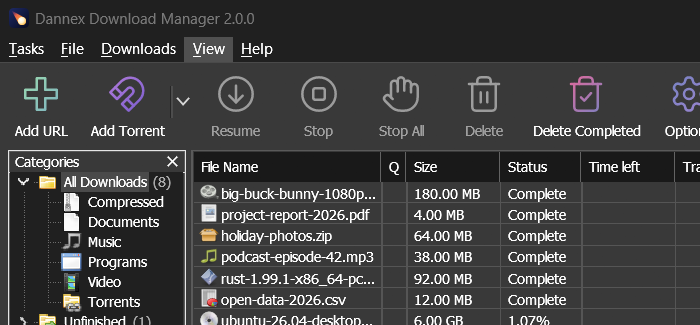 Dannex Download Manager 2.0.0
Tasks File Downloads View Help
Add URL Add Torrent Resume Stop Stop All Delete Delete Completed
Categories
All Downloads (8)
Compressed
Documents
Music
Programs
Video
Torrents
Unfinished (1)
File Name Q Size Status Time left
big-buck-bunny-1080p... 180.00 MB Complete
project-report-2026.pdf 4.00 MB Complete
holiday-photos.zip 64.00 MB Complete
podcast-episode-42.mp3 38.00 MB Complete
rust-1.99.1-x86_64-pc... 92.00 MB Complete
open-data-2026.csv 12.00 MB Complete
ubuntu-26.04-desktop... 6.00 GB 1.07%